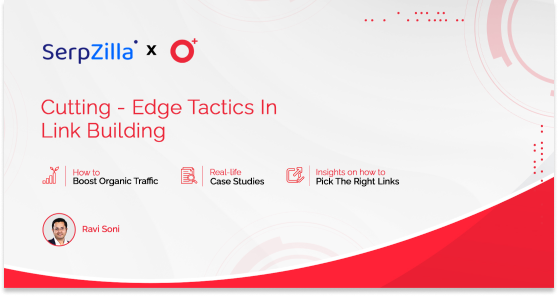 SerpZilla x O+
Cutting - Edge Tactics In
Link Building
How to
Boost Organic Traffic
Real-life
Case Studies
Insights on how to
Pick The Right Links
Ravi Soni